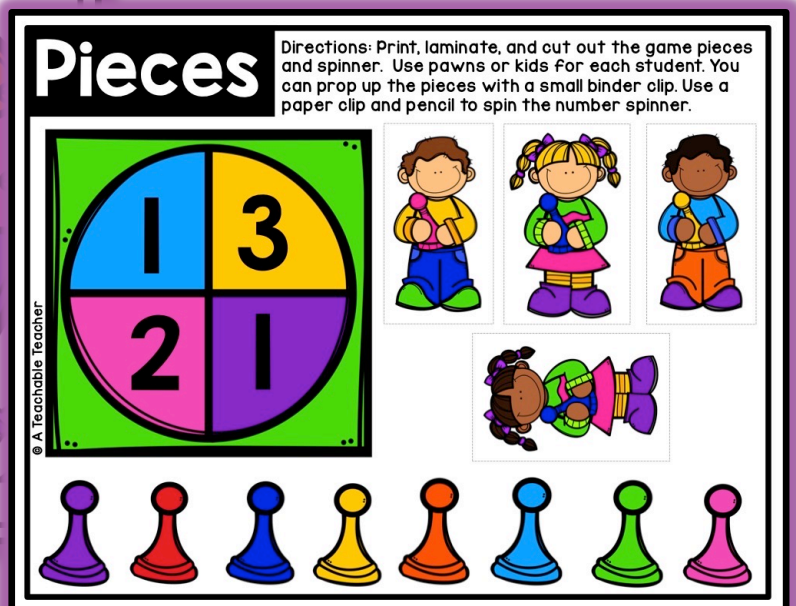 Pieces
Directions: Print, laminate, and cut out the game pieces
and spinner. Use pawns or kids for each student. You
can prop up the pieces with a small binder clip. Use a
paper clip and pencil to spin the number spinner.
1 3
2 1
© A Teachable Teacher